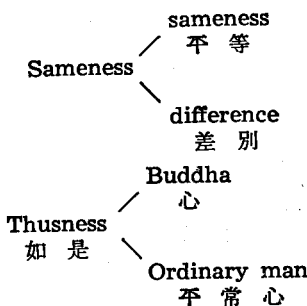 sameness
平等
Sameness
difference
差別
Buddha
心
Thusness
如是
Ordinary man
平常心